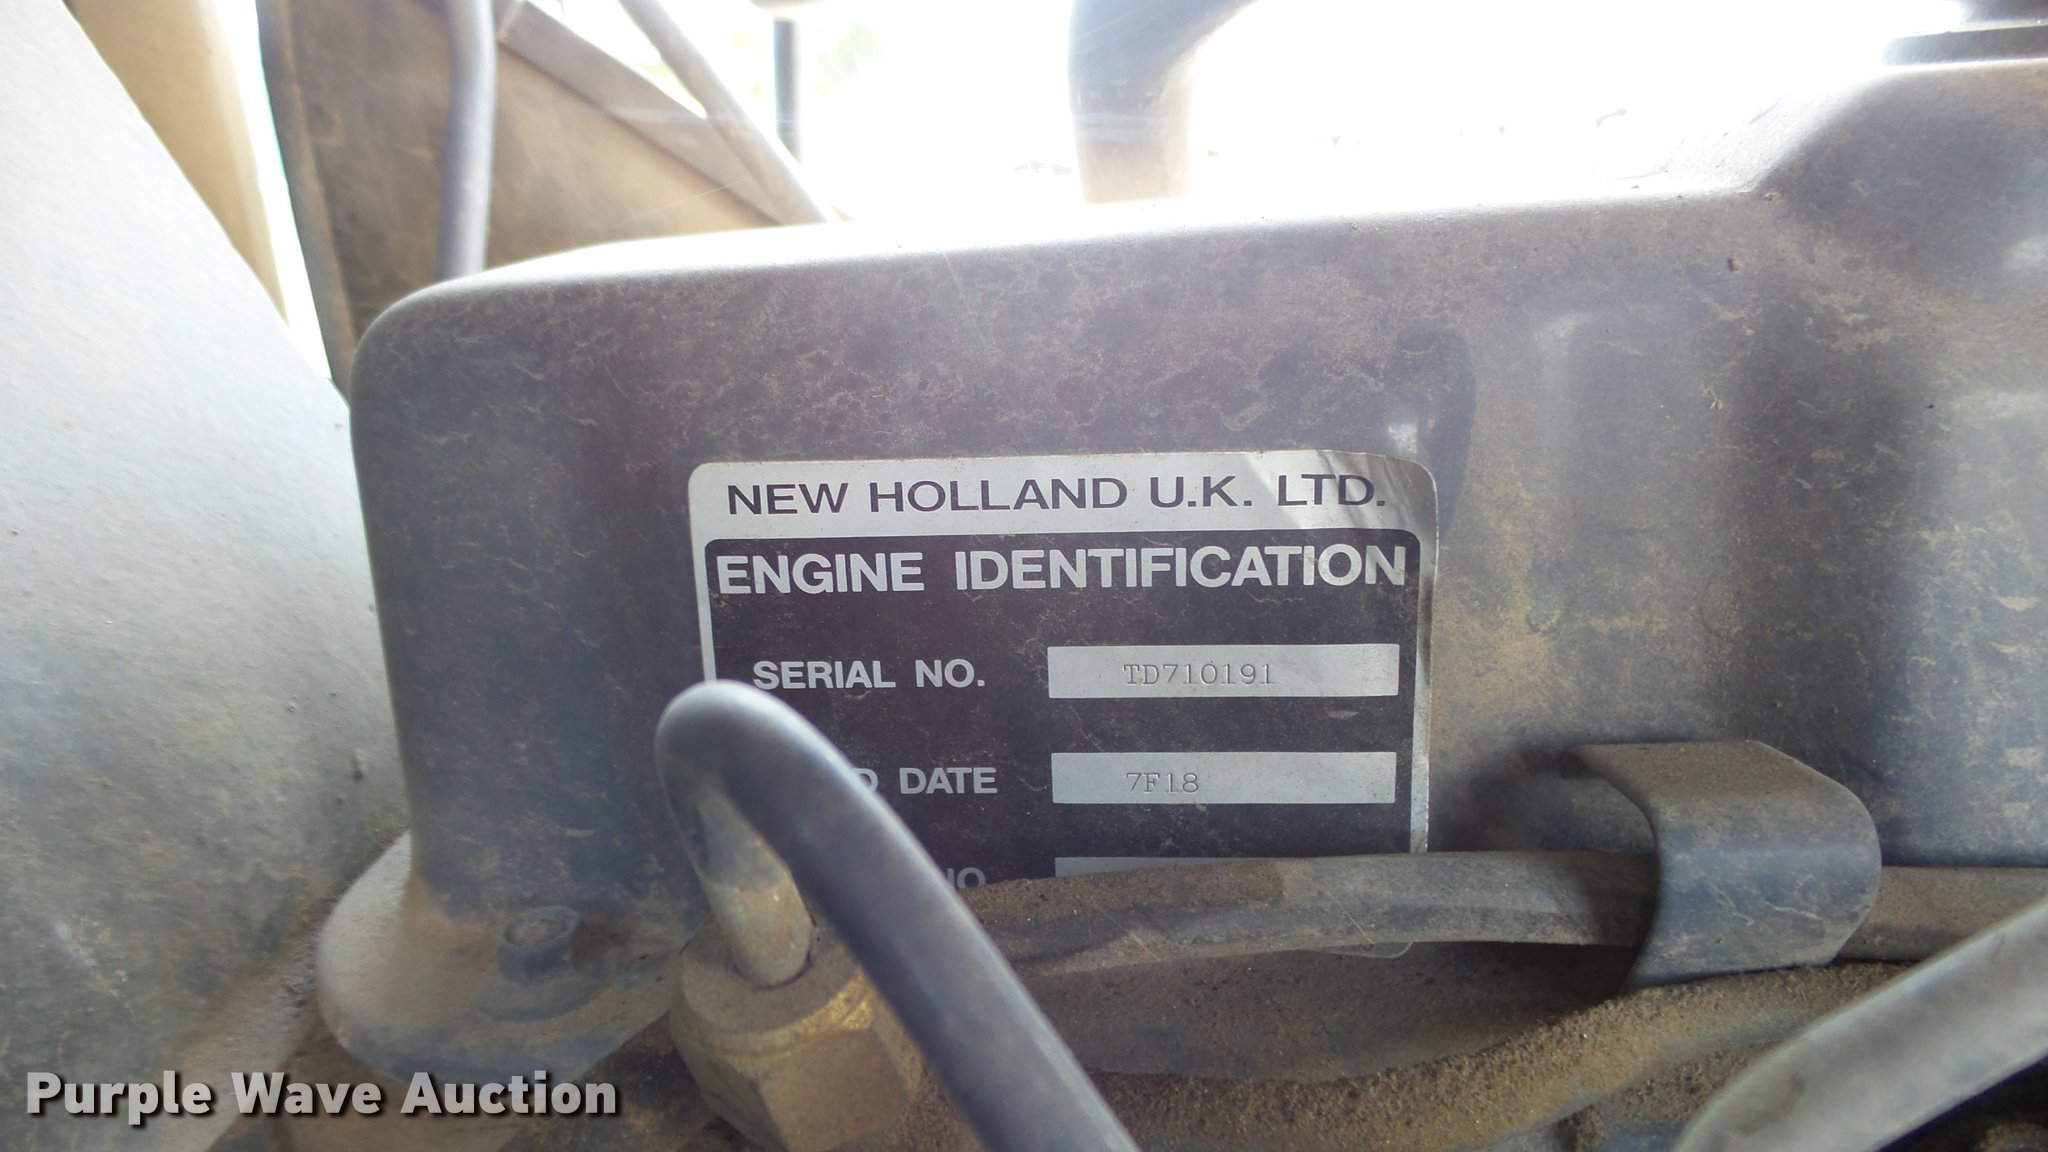 NEW HOLLAND U.K. LTD.
ENGINE IDENTIFICATION
SERIAL NO. TD710191
DATE 7F18
Purple Wave Auction